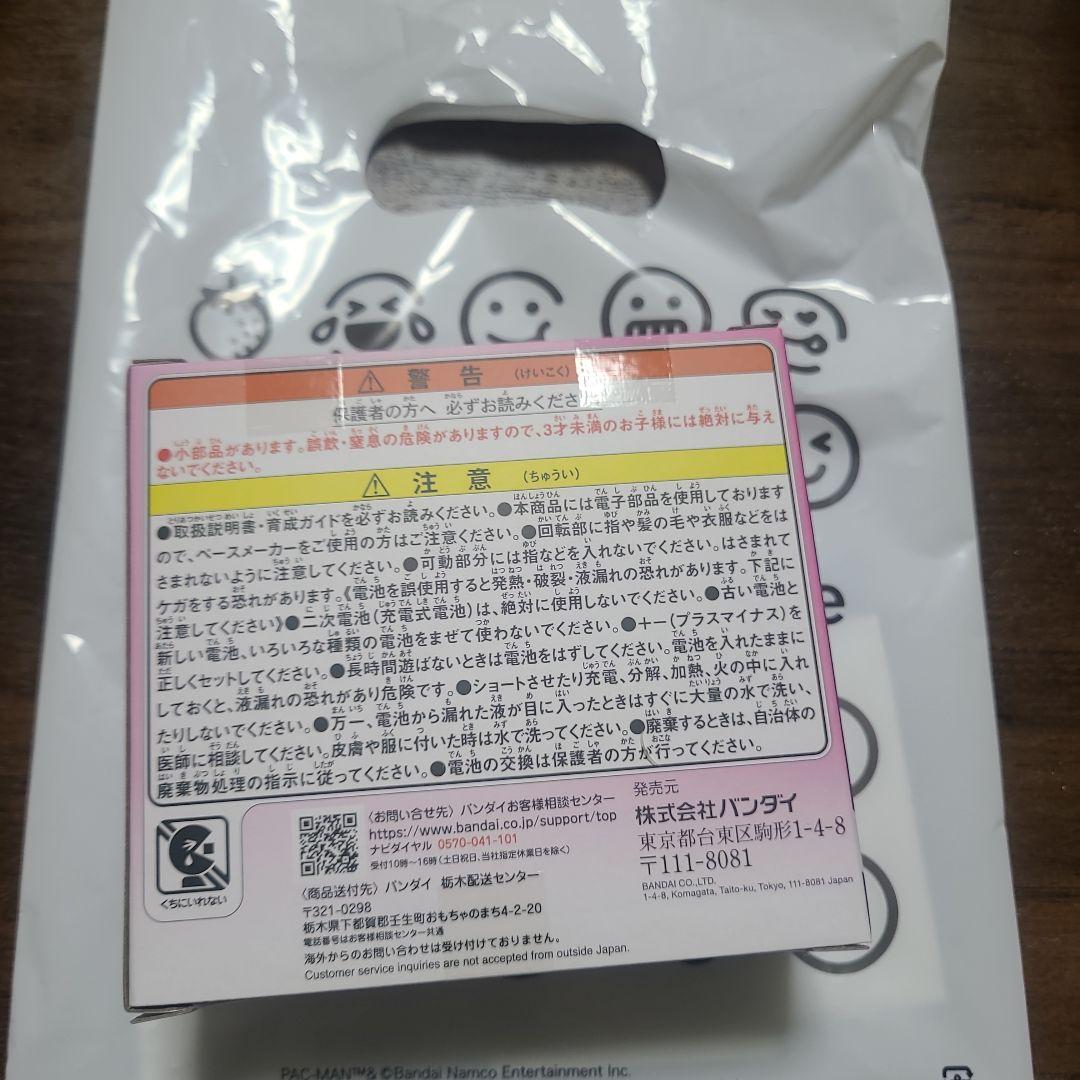 警告 (けいこく)
保護者の方へ 必ずお読みくださ
●小部品があります。誤飲・窒息の危険がありますので、3才未満のお子様には絶対に与え
ないでください。
注意 (ちゅうい)
●取扱説明書・育成ガイドを必ずお読みください。●本商品には電子部品を使用しております
ので、ペースメーカーをご使用の方はご注意ください。●回転部に指や髪の毛や衣服などをは
さまれないように注意してください。●可動部分には指などを入れないでください。はさまれて
ケガをする恐れがあります。《電池を誤使用すると発熱・破裂・液漏れの恐れがあります。下記に
注意してください》●二次電池(充電式電池)は、絶対に使用しないでください。●古い電池と
新しい電池、いろいろな種類の電池をまぜて使わないでください。●+−(プラスマイナス)を
正しくセットしてください。●長時間遊ばないときは電池をはずしてください。電池を入れたままに
しておくと、液漏れの恐れがあり危険です。●ショートさせたり充電、分解、加熱、火の中に入れ
たりしないでください。●万一、電池から漏れた液が目に入ったときはすぐに大量の水で洗い、
医師に相談してください。皮膚や服に付いた時は水で洗ってください。●廃棄するときは、自治体の
廃棄物処理の指示に従ってください。●電池の交換は保護者の方が行ってください。
くちにいれない
〈お問い合せ先〉バンダイお客様相談センター
https://www.bandai.co.jp/support/top
ナビダイヤル 0570-041-101
受付10時〜16時(土日祝日、当社指定休業日を除く)
〈商品送付先〉バンダイ 栃木配送センター
〒321-0298
栃木県下都賀郡壬生町おもちゃのまち4-2-20
電話番号はお客様相談センター共通
海外からのお問い合わせは受け付けておりません。
Customer service inquiries are not accepted from outside Japan.
発売元
株式会社バンダイ
東京都台東区駒形1-4-8
〒111-8081
BANDAI CO.,LTD.
1-4-8, Komagata, Taito-ku, Tokyo, 111-8081 Japan
e
PAC-MAN™& ©Bandai Namco Entertainment Inc.